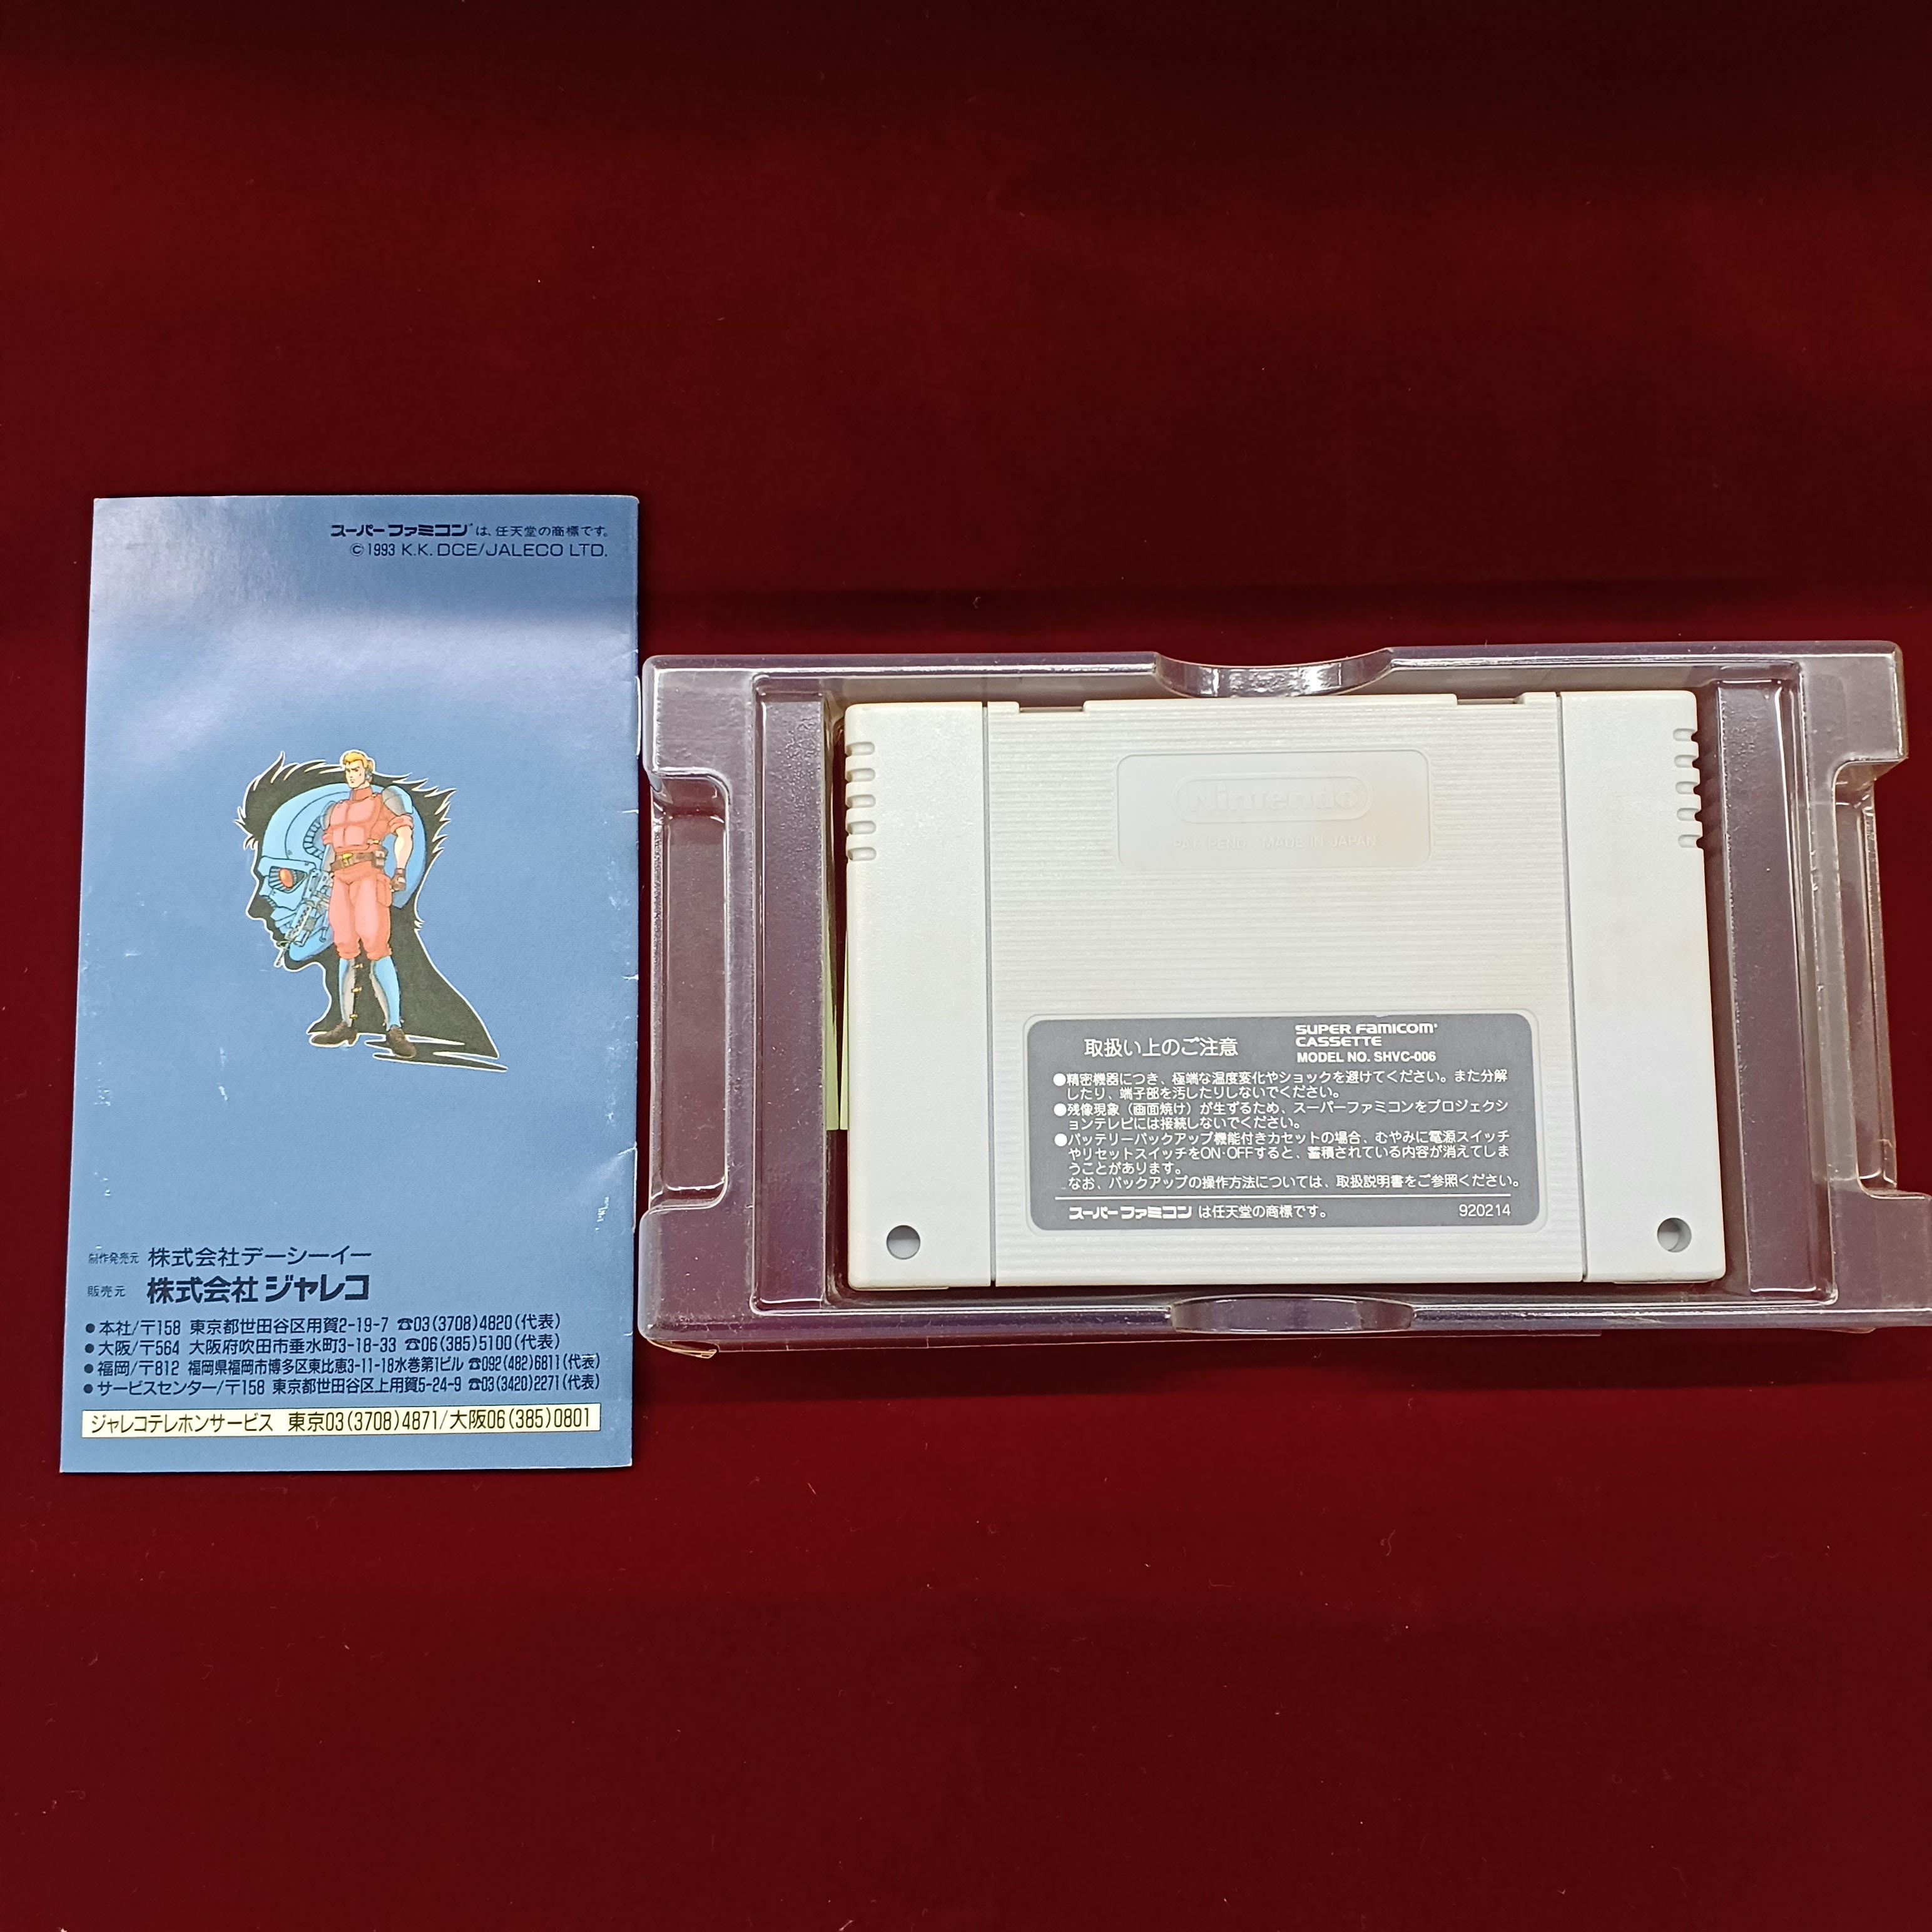 スーパーファミコンは、任天堂の商標です。
©1993 K.K. DCE/JALECO LTD.
制作発売元 株式会社デーシーイー
販売元 株式会社ジャレコ
●本社/〒158 東京都世田谷区用賀2-19-7 ☎03(3708)4820(代表)
●大阪/〒564 大阪府吹田市垂水町3-18-33 ☎06(385)5100(代表)
●福岡/〒812 福岡県福岡市博多区東比恵3-11-18水巻第1ビル ☎092(482)6811(代表)
●サービスセンター/〒158 東京都世田谷区上用賀5-24-9 ☎03(3420)2271(代表)
ジャレコテレホンサービス 東京03(3708)4871/大阪06(385)0801
Nintendo
PAT. PEND. MADE IN JAPAN
取扱い上のご注意
SUPER FAMICOM
CASSETTE
MODEL NO. SHVC-006
●精密機器につき、極端な温度変化やショックを避けてください。また分解
したり、端子部を汚したりしないでください。
●残像現象（画面焼け）が生ずるため、スーパーファミコンをプロジェクシ
ョンテレビには接続しないでください。
●バッテリーバックアップ機能付きカセットの場合、むやみに電源スイッチ
やリセットスイッチをON・OFFすると、蓄積されている内容が消えてしま
うことがあります。
なお、バックアップの操作方法については、取扱説明書をご参照ください。
スーパーファミコンは任天堂の商標です。
920214